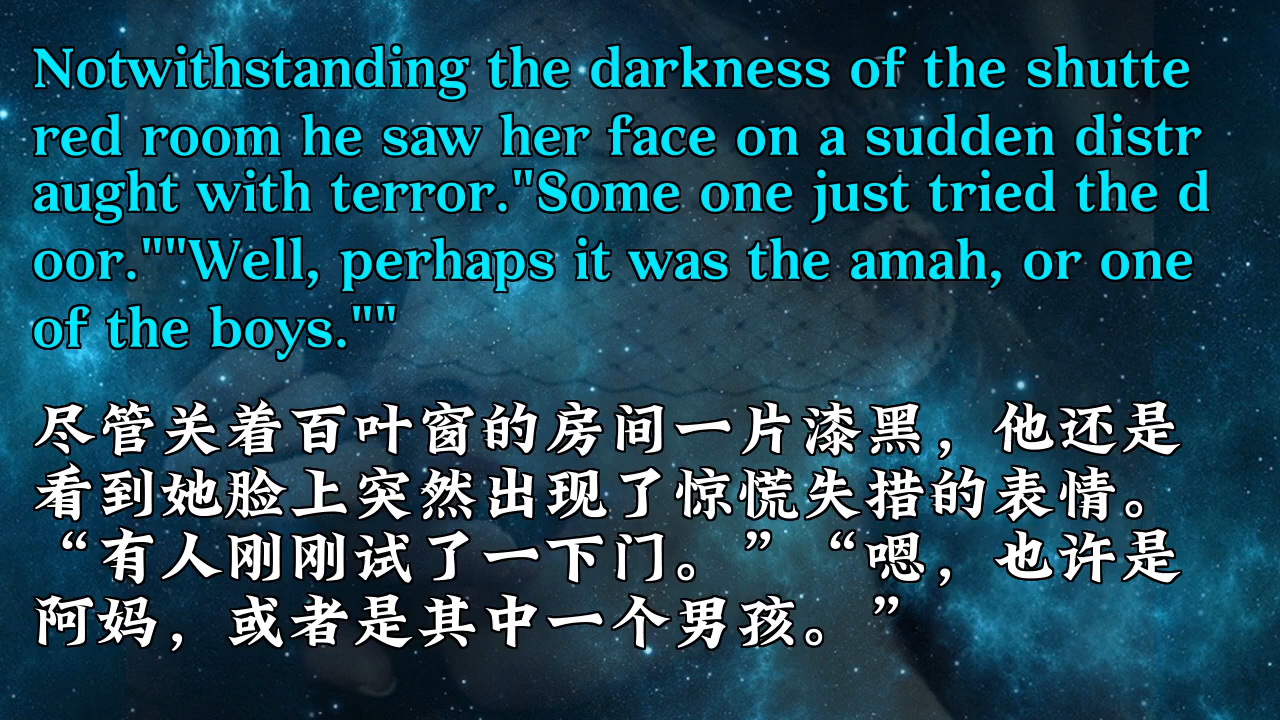 Notwithstanding the darkness of the shutte
red room he saw her face on a sudden distr
aught with terror."Some one just tried the d
oor.""Well, perhaps it was the amah, or one
of the boys.""
尽管关着百叶窗的房间一片漆黑，他还是
看到她脸上突然出现了惊慌失措的表情。
“有人刚刚试了一下门。”“嗯，也许是
阿妈，或者是其中一个男孩。”